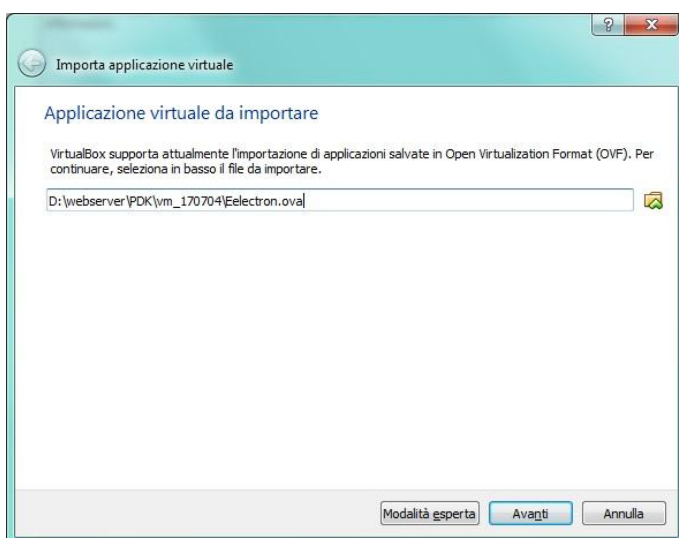 Importa applicazione virtuale
Applicazione virtuale da importare
VirtualBox supporta attualmente l'importazione di applicazioni salvate in Open Virtualization Format (OVF). Per
continuare, seleziona in basso il file da importare.
D:\webserver\PDK\vm_170704\Eelectron.ova
Modalità esperta Avanti Annulla